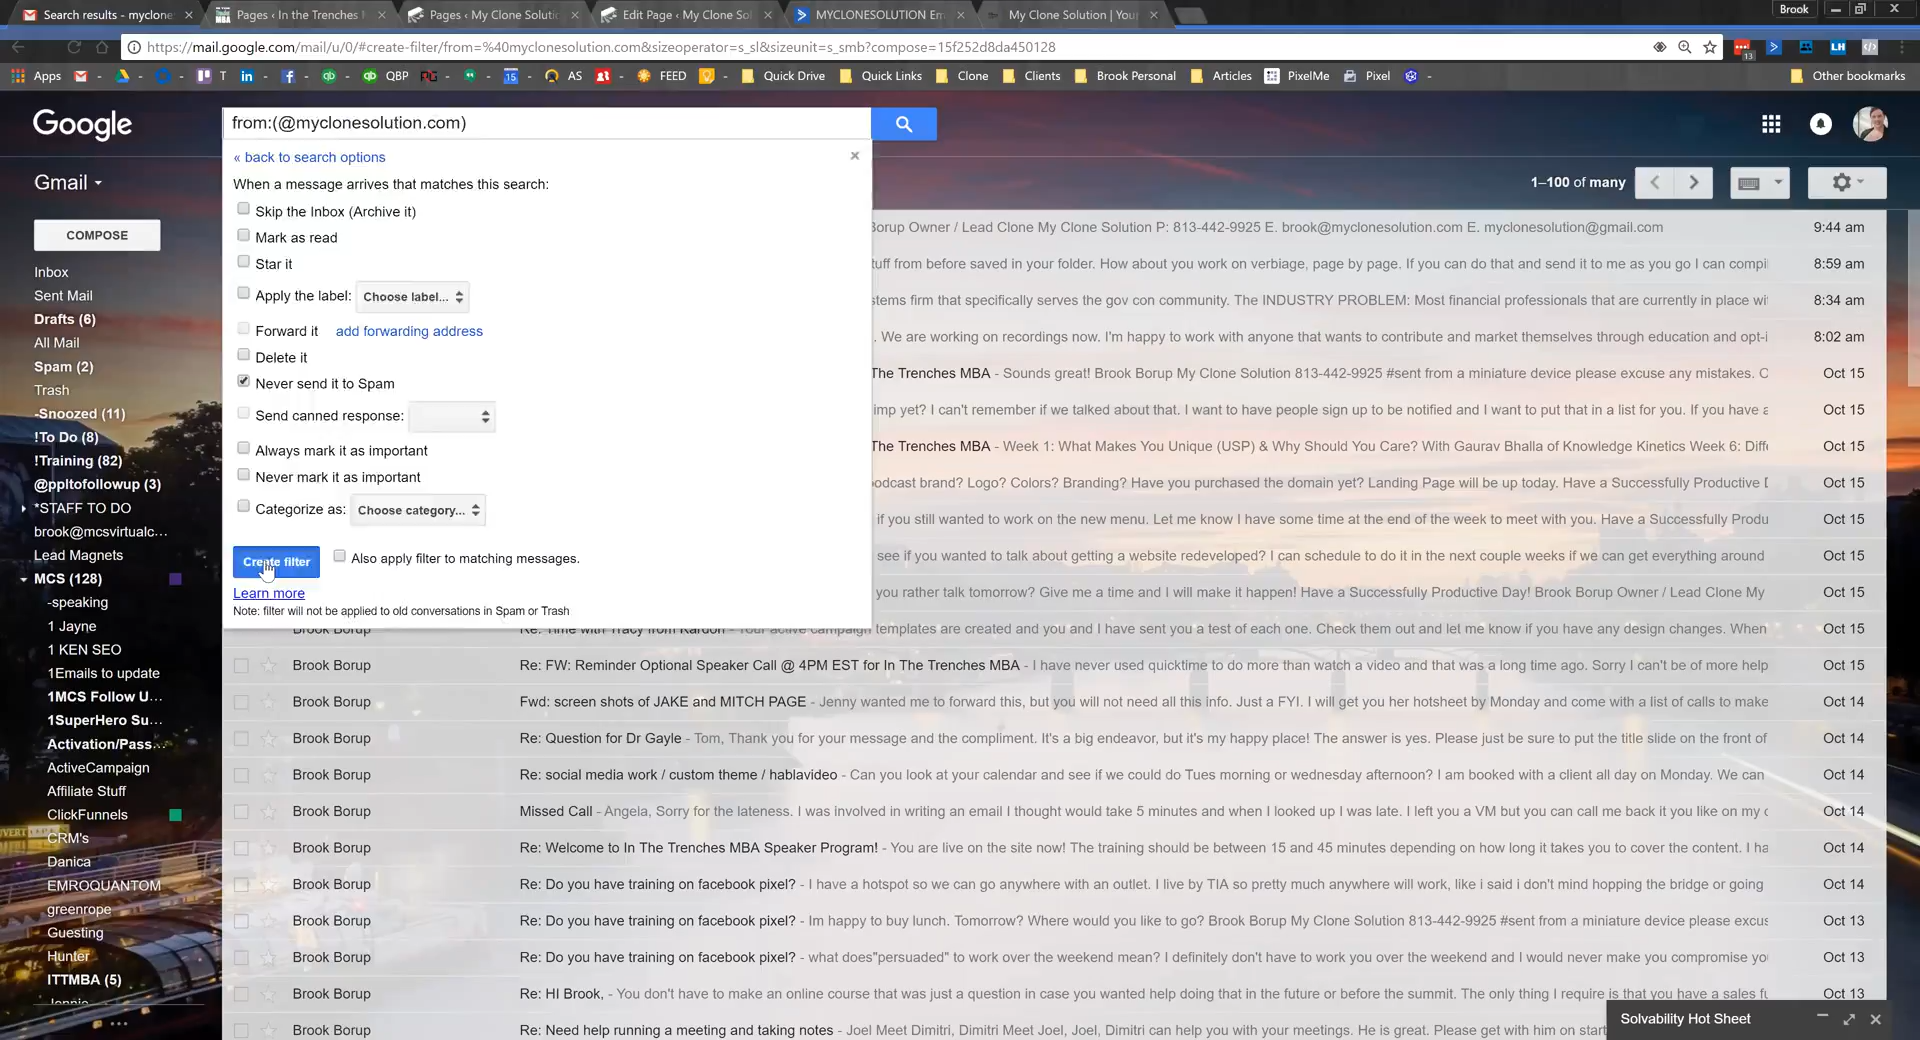 Search results - myclone
Pages ‹ In the Trenches
Pages ‹ My Clone Soluti
Edit Page ‹ My Clone So
MYCLONESOLUTION En
My Clone Solution | You
Brook
https://mail.google.com/mail/u/0/#create-filter/from=%40myclonesolution.com&sizeoperator=s_sl&sizeunit=s_smb?compose=15f252d8da450128
13
Apps
T
QBP
15
AS
FEED
Quick Drive
Quick Links
Clone
Clients
Brook Personal
Articles
PixelMe
Pixel
Other bookmarks
Google
from:(@myclonesolution.com)
Gmail
1–100 of many
COMPOSE
Inbox
Sent Mail
Drafts (6)
All Mail
Spam (2)
Trash
-Snoozed (11)
!To Do (8)
!Training (82)
@ppltofollowup (3)
*STAFF TO DO
brook@mcsvirtualc...
Lead Magnets
MCS (128)
-speaking
1 Jayne
1 KEN SEO
1Emails to update
1MCS Follow U...
1SuperHero Su...
Activation/Pass...
ActiveCampaign
Affiliate Stuff
ClickFunnels
CRM's
Danica
EMROQUANTOM
greenrope
Guesting
Hunter
ITTMBA (5)
« back to search options
When a message arrives that matches this search:
Skip the Inbox (Archive it)
Mark as read
Star it
Apply the label: Choose label...
Forward it add forwarding address
Delete it
Never send it to Spam
Send canned response:
Always mark it as important
Never mark it as important
Categorize as: Choose category...
Create filter Also apply filter to matching messages.
Learn more
Note: filter will not be applied to old conversations in Spam or Trash
Borup Owner / Lead Clone My Clone Solution P: 813-442-9925 E. brook@myclonesolution.com E. myclonesolution@gmail.com 9:44 am
tuff from before saved in your folder. How about you work on verbiage, page by page. If you can do that and send it to me as you go I can compi 8:59 am
stems firm that specifically serves the gov con community. The INDUSTRY PROBLEM: Most financial professionals that are currently in place wi 8:34 am
. We are working on recordings now. I'm happy to work with anyone that wants to contribute and market themselves through education and opt-i 8:02 am
The Trenches MBA - Sounds great! Brook Borup My Clone Solution 813-442-9925 #sent from a miniature device please excuse any mistakes. Oct 15
imp yet? I can't remember if we talked about that. I want to have people sign up to be notified and I want to put that in a list for you. If you have a Oct 15
The Trenches MBA - Week 1: What Makes You Unique (USP) & Why Should You Care? With Gaurav Bhalla of Knowledge Kinetics Week 6: Diffe Oct 15
odcast brand? Logo? Colors? Branding? Have you purchased the domain yet? Landing Page will be up today. Have a Successfully Productive Oct 15
if you still wanted to work on the new menu. Let me know I have some time at the end of the week to meet with you. Have a Successfully Produ Oct 15
see if you wanted to talk about getting a website redeveloped? I can schedule to do it in the next couple weeks if we can get everything around Oct 15
you rather talk tomorrow? Give me a time and I will make it happen! Have a Successfully Productive Day! Brook Borup Owner / Lead Clone My Oct 15
Brook Borup Re: Time with Tracy from Kardon - Your active campaign templates are created and you and I have sent you a test of each one. Check them out and let me know if you have any design changes. When Oct 15
Brook Borup Re: FW: Reminder Optional Speaker Call @ 4PM EST for In The Trenches MBA - I have never used quicktime to do more than watch a video and that was a long time ago. Sorry I can't be of more help Oct 15
Brook Borup Fwd: screen shots of JAKE and MITCH PAGE - Jenny wanted me to forward this, but you will not need all this info. Just a FYI. I will get you her hotsheet by Monday and come with a list of calls to make Oct 14
Brook Borup Re: Question for Dr Gayle - Tom, Thank you for your message and the compliment. It's a big endeavor, but it's my happy place! The answer is yes. Please just be sure to put the title slide on the front of Oct 14
Brook Borup Re: social media work / custom theme / hablavideo - Can you look at your calendar and see if we could do Tues morning or wednesday afternoon? I am booked with a client all day on Monday. We can Oct 14
Brook Borup Missed Call - Angela, Sorry for the lateness. I was involved in writing an email I thought would take 5 minutes and when I looked up I was late. I left you a VM but you can call me back it you like on my c Oct 14
Brook Borup Re: Welcome to In The Trenches MBA Speaker Program! - You are live on the site now! The training should be between 15 and 45 minutes depending on how long it takes you to cover the content. I ha Oct 14
Brook Borup Re: Do you have training on facebook pixel? - I have a hotspot so we can go anywhere with an outlet. I live by TIA so pretty much anywhere will work, like i said i don't mind hopping the bridge or going Oct 14
Brook Borup Re: Do you have training on facebook pixel? - Im happy to buy lunch. Tomorrow? Where would you like to go? Brook Borup My Clone Solution 813-442-9925 #sent from a miniature device please excus Oct 13
Brook Borup Re: Do you have training on facebook pixel? - what does"persuaded" to work over the weekend mean? I definitely don't have to work you over the weekend and I would never make you compromise yo Oct 13
Brook Borup Re: HI Brook, - You don't have to make an online course that was just a question in case you wanted help doing that in the future or before the summit. The only thing I require is that you have a sales fu Oct 13
Brook Borup Re: Need help running a meeting and taking notes - Joel Meet Dimitri, Dimitri Meet Joel, Joel, Dimitri can help you with your meetings. He is great. Please get with him on start
Solvability Hot Sheet